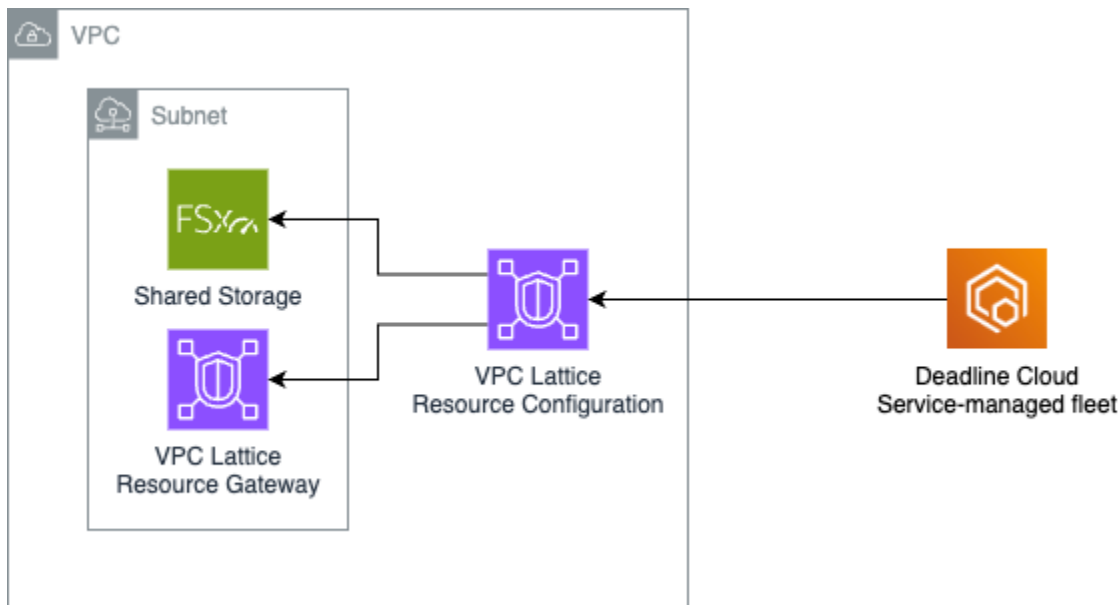 VPC
Subnet
FSx
Shared Storage
VPC Lattice
Resource Gateway
VPC Lattice
Resource Configuration
Deadline Cloud
Service-managed fleet